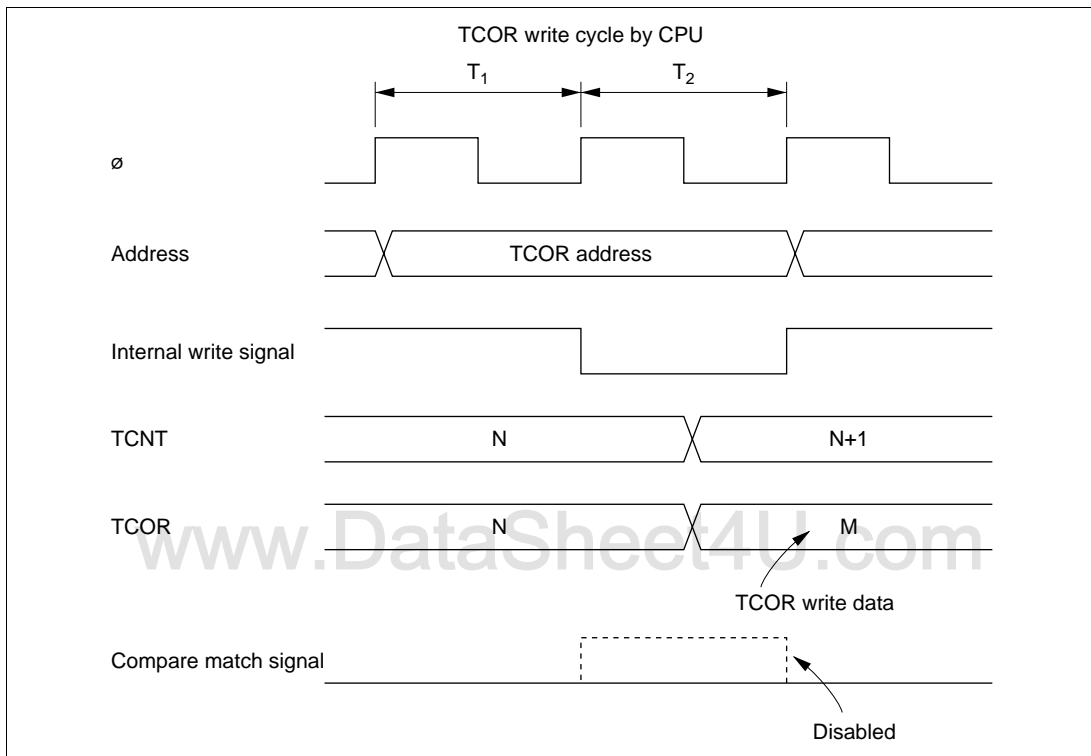 TCOR write cycle by CPU
T1 T2
ø
Address TCOR address
Internal write signal
TCNT N N+1
TCOR N M
www.DataSheet4U.com
TCOR write data
Compare match signal
Disabled